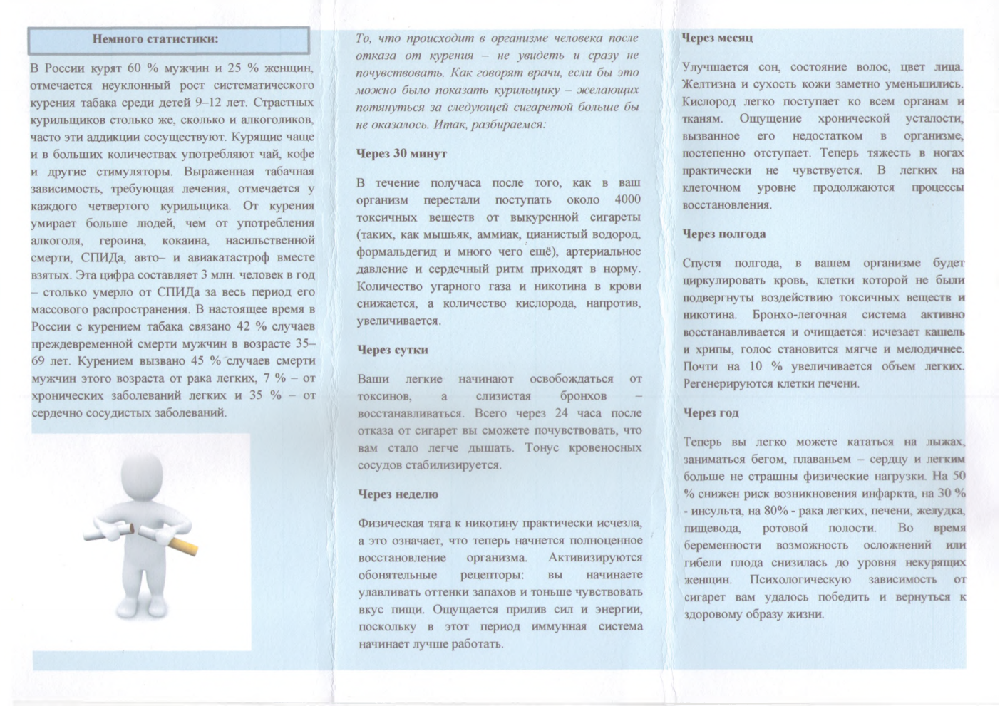 Немного статистики:
В России курят 60 % мужчин и 25 % женщин,
отмечается неуклонный рост систематического
курения табака среди детей 9–12 лет. Страстных
курильщиков столько же, сколько и алкоголиков,
часто эти аддикции сосуществуют. Курящие чаще
и в больших количествах употребляют чай, кофе
и другие стимуляторы. Выраженная табачная
зависимость, требующая лечения, отмечается у
каждого четвертого курильщика. От курения
умирает больше людей, чем от употребления
алкоголя, героина, кокаина, насильственной
смерти, СПИДа, авто– и авиакатастроф вместе
взятых. Эта цифра составляет 3 млн. человек в год
– столько умерло от СПИДа за весь период его
массового распространения. В настоящее время в
России с курением табака связано 42 % случаев
преждевременной смерти мужчин в возрасте 35–
69 лет. Курением вызвано 45 % случаев смерти
мужчин этого возраста от рака легких, 7 % – от
хронических заболеваний легких и 35 % – от
сердечно сосудистых заболеваний.
То, что происходит в организме человека после
отказа от курения – не увидеть и сразу не
почувствовать. Как говорят врачи, если бы это
можно было показать курильщику – желающих
потянуться за следующей сигаретой больше бы
не оказалось. Итак, разбираемся:
Через 30 минут
В течение получаса после того, как в ваш
организм перестали поступать около 4000
токсичных веществ от выкуренной сигареты
(таких, как мышьяк, аммиак, цианистый водород,
формальдегид и много чего ещё), артериальное
давление и сердечный ритм приходят в норму.
Количество угарного газа и никотина в крови
снижается, а количество кислорода, напротив,
увеличивается.
Через сутки
Ваши легкие начинают освобождаться от
токсинов, а слизистая бронхов –
восстанавливаться. Всего через 24 часа после
отказа от сигарет вы сможете почувствовать, что
вам стало легче дышать. Тонус кровеносных
сосудов стабилизируется.
Через неделю
Физическая тяга к никотину практически исчезла,
а это означает, что теперь начнется полноценное
восстановление организма. Активизируются
обонятельные рецепторы: вы начинаете
улавливать оттенки запахов и тоньше чувствовать
вкус пищи. Ощущается прилив сил и энергии,
поскольку в этот период иммунная система
начинает лучше работать.
Через месяц
Улучшается сон, состояние волос, цвет лица.
Желтизна и сухость кожи заметно уменьшились.
Кислород легко поступает ко всем органам и
тканям. Ощущение хронической усталости,
вызванное его недостатком в организме,
постепенно отступает. Теперь тяжесть в ногах
практически не чувствуется. В легких на
клеточном уровне продолжаются процессы
восстановления.
Через полгода
Спустя полгода, в вашем организме будет
циркулировать кровь, клетки которой не были
подвергнуты воздействию токсичных веществ и
никотина. Бронхо-легочная система активно
восстанавливается и очищается: исчезает кашель
и хрипы, голос становится мягче и мелодичнее.
Почти на 10 % увеличивается объем легких.
Регенерируются клетки печени.
Через год
Теперь вы легко можете кататься на лыжах,
заниматься бегом, плаваньем – сердцу и легким
больше не страшны физические нагрузки. На 50
% снижен риск возникновения инфаркта, на 30 %
- инсульта, на 80% - рака легких, печени, желудка,
пищевода, ротовой полости. Во время
беременности возможность осложнений или
гибели плода снизилась до уровня некурящих
женщин. Психологическую зависимость от
сигарет вам удалось победить и вернуться к
здоровому образу жизни.